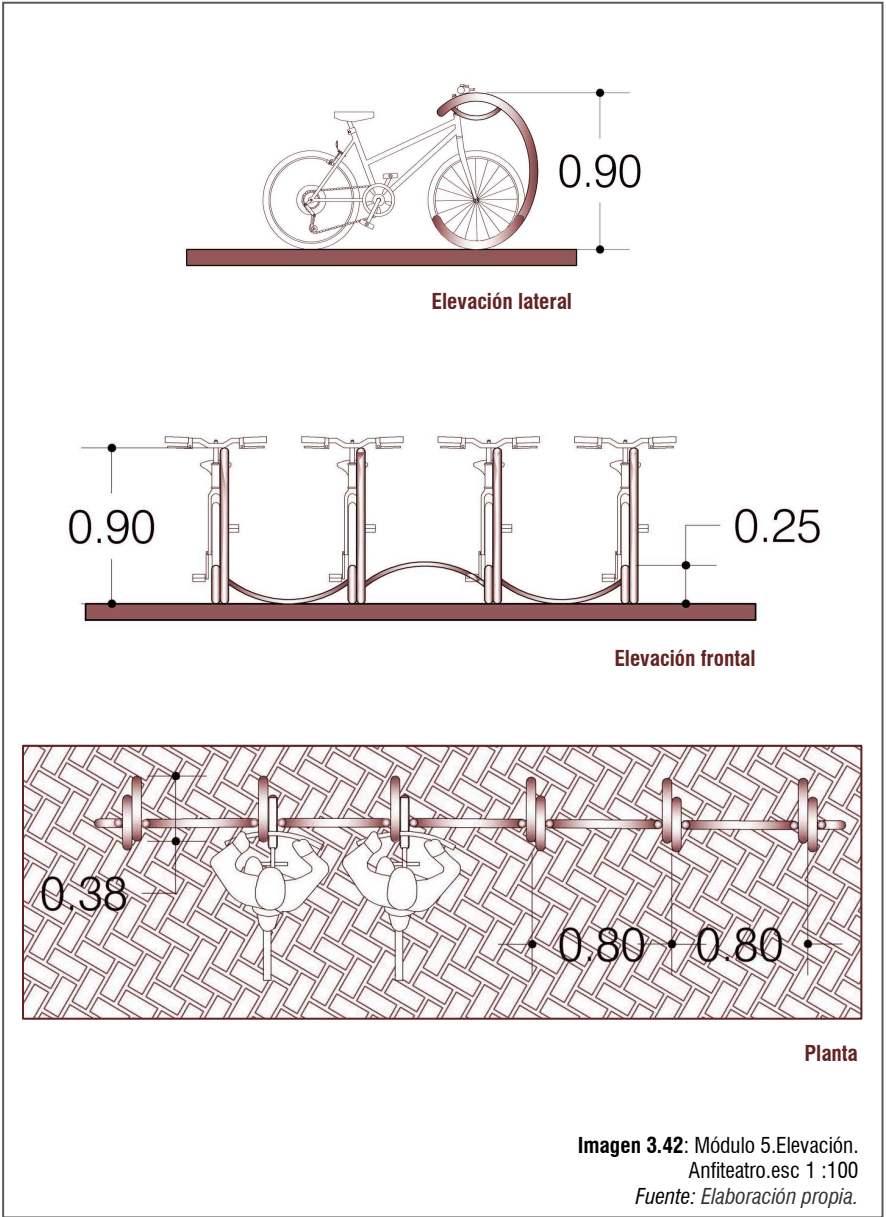 0.90
Elevación lateral
0.90
0.25
Elevación frontal
0.38
0.80 0.80
Planta
Imagen 3.42: Módulo 5.Elevación.
Anfiteatro.esc 1 :100
Fuente: Elaboración propia.